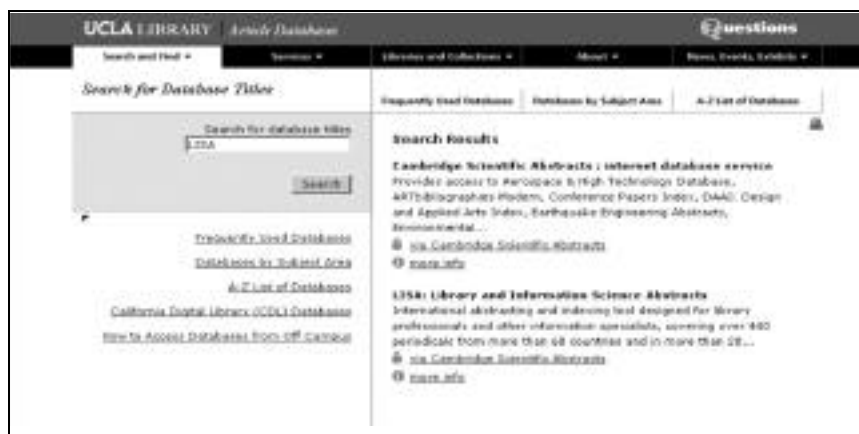 UCLA LIBRARY Article Databases
Questions
Search and Find
Services
Libraries and Collections
About
News, Events, Exhibits
Search for Database Titles
Frequently Used Databases
Databases by Subject Area
A-Z List of Databases
Search for database titles
LISA
Search
Frequently Used Databases
Databases by Subject Area
A-Z List of Databases
California Digital Library (CDL) Databases
How to Access Databases from Off Campus
Search Results
Cambridge Scientific Abstracts : internet database service
Provides access to Aerospace & High Technology Database,
ARTbibliographies Modern, Conference Papers Index, DAAI: Design
and Applied Arts Index, Earthquake Engineering Abstracts,
Environmental...
via Cambridge Scientific Abstracts
more info
LISA: Library and Information Science Abstracts
International abstracting and indexing tool designed for library
professionals and other information specialists, covering over 440
periodicals from more than 68 countries and in more than 20...
via Cambridge Scientific Abstracts
more info